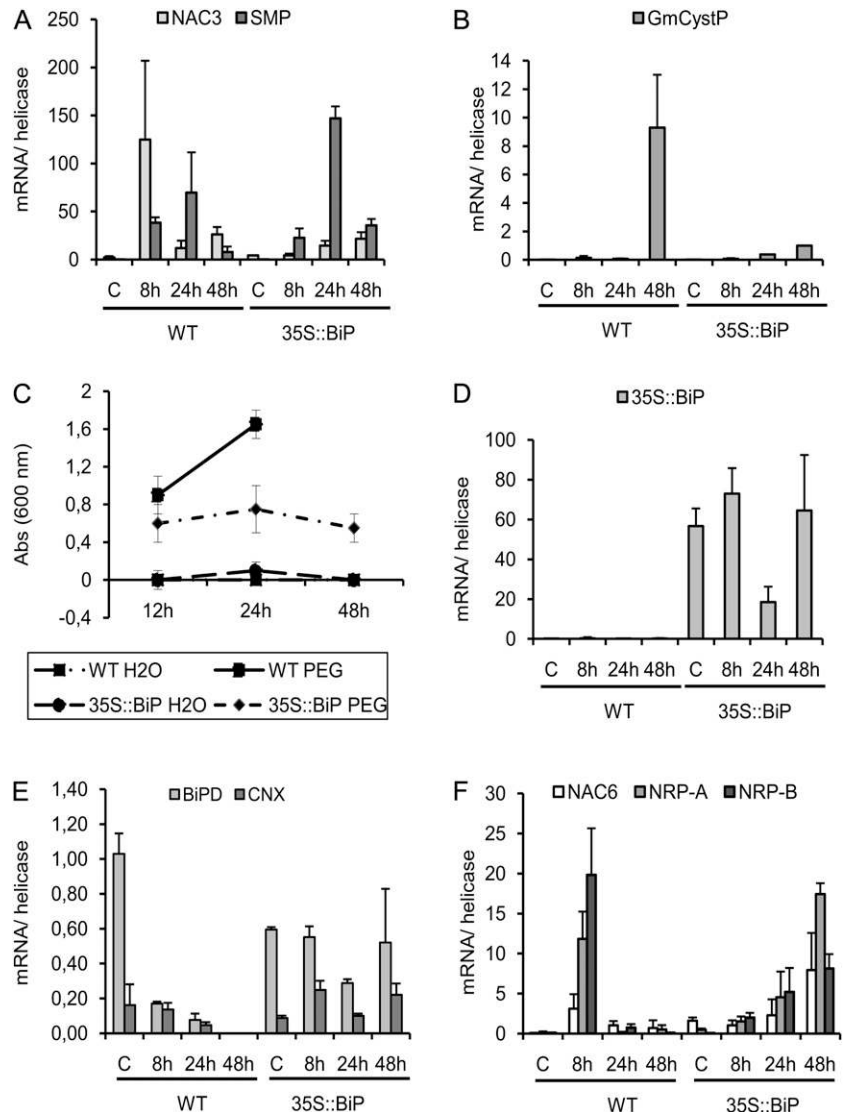 A
NAC3 SMP
mRNA/ helicase
250
200
150
100
50
0
C 8h 24h 48h C 8h 24h 48h
WT 35S::BiP
B
GmCystP
mRNA/ helicase
14
12
10
8
6
4
2
0
C 8h 24h 48h C 8h 24h 48h
WT 35S::BiP
C
Abs (600 nm)
2
1,6
1,2
0,8
0,4
0
-0,4
12h 24h 48h
WT H2O WT PEG
35S::BiP H2O 35S::BiP PEG
D
35S::BiP
mRNA/ helicase
100
80
60
40
20
0
C 8h 24h 48h C 8h 24h 48h
WT 35S::BiP
E
BiPD CNX
mRNA/ helicase
1,40
1,20
1,00
0,80
0,60
0,40
0,20
0,00
C 8h 24h 48h C 8h 24h 48h
WT 35S::BiP
F
NAC6 NRP-A NRP-B
mRNA/ helicase
30
25
20
15
10
5
0
C 8h 24h 48h C 8h 24h 48h
WT 35S::BiP